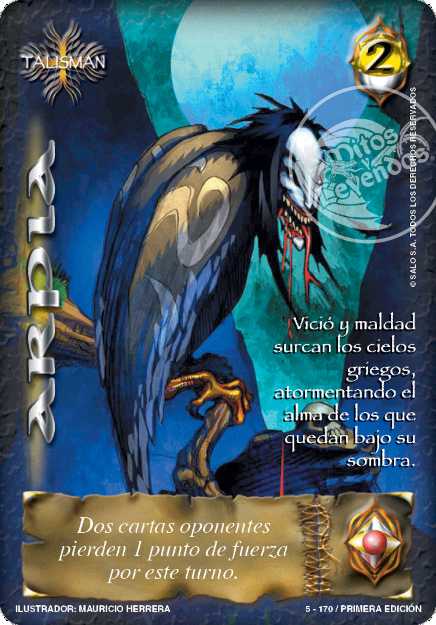 TALISMAN
2
Mitos y
Leyendas
ARPIA
© SALO S.A. TODOS LOS DERECHOS RESERVADOS
Vició y maldad
surcan los cielos
griegos,
atormentando el
alma de los que
quedan bajo su
sombra.
Dos cartas oponentes
pierden 1 punto de fuerza
por este turno.
ILUSTRADOR: MAURICIO HERRERA
5 - 170 / PRIMERA EDICIÓN